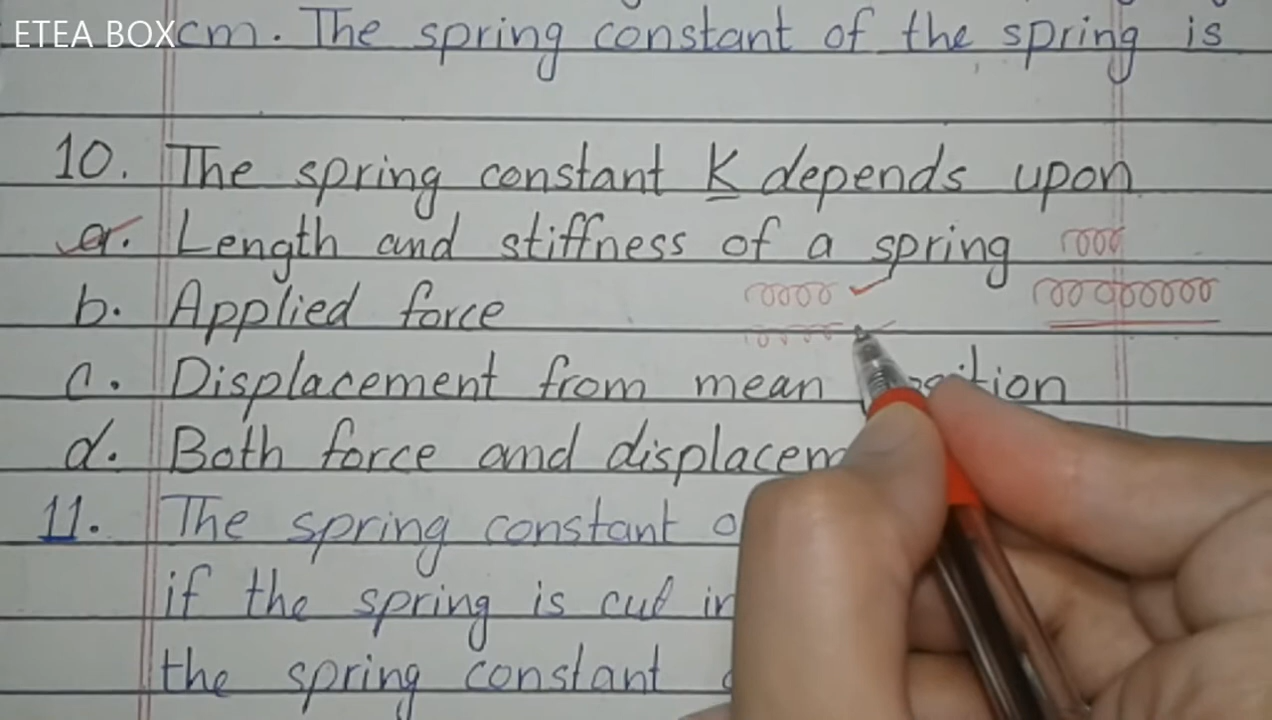 ETEA BOX
cm. The spring constant of the spring is
10. The spring constant K depends upon
a. Length and stiffness of a spring
b. Applied force
c. Displacement from mean
d. Both force and
11. The spring constant
if the spring is cut
the spring constant